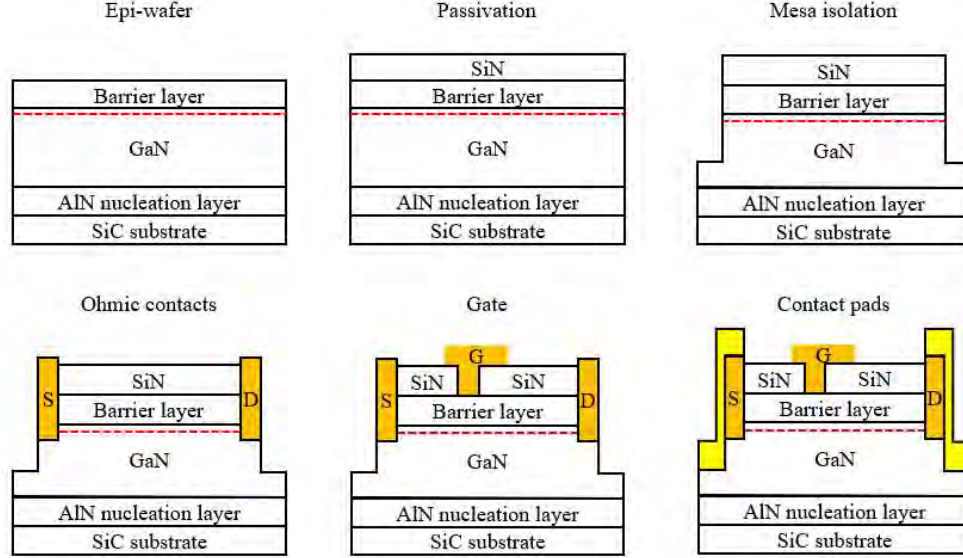 Epi-wafer
Barrier layer
GaN
AlN nucleation layer
SiC substrate
Passivation
SiN
Barrier layer
GaN
AlN nucleation layer
SiC substrate
Mesa isolation
SiN
Barrier layer
GaN
AlN nucleation layer
SiC substrate
Ohmic contacts
S
SiN
D
Barrier layer
GaN
AlN nucleation layer
SiC substrate
Gate
G
S
SiN
SiN
D
Barrier layer
GaN
AlN nucleation layer
SiC substrate
Contact pads
G
S
SiN
SiN
D
Barrier layer
GaN
AlN nucleation layer
SiC substrate